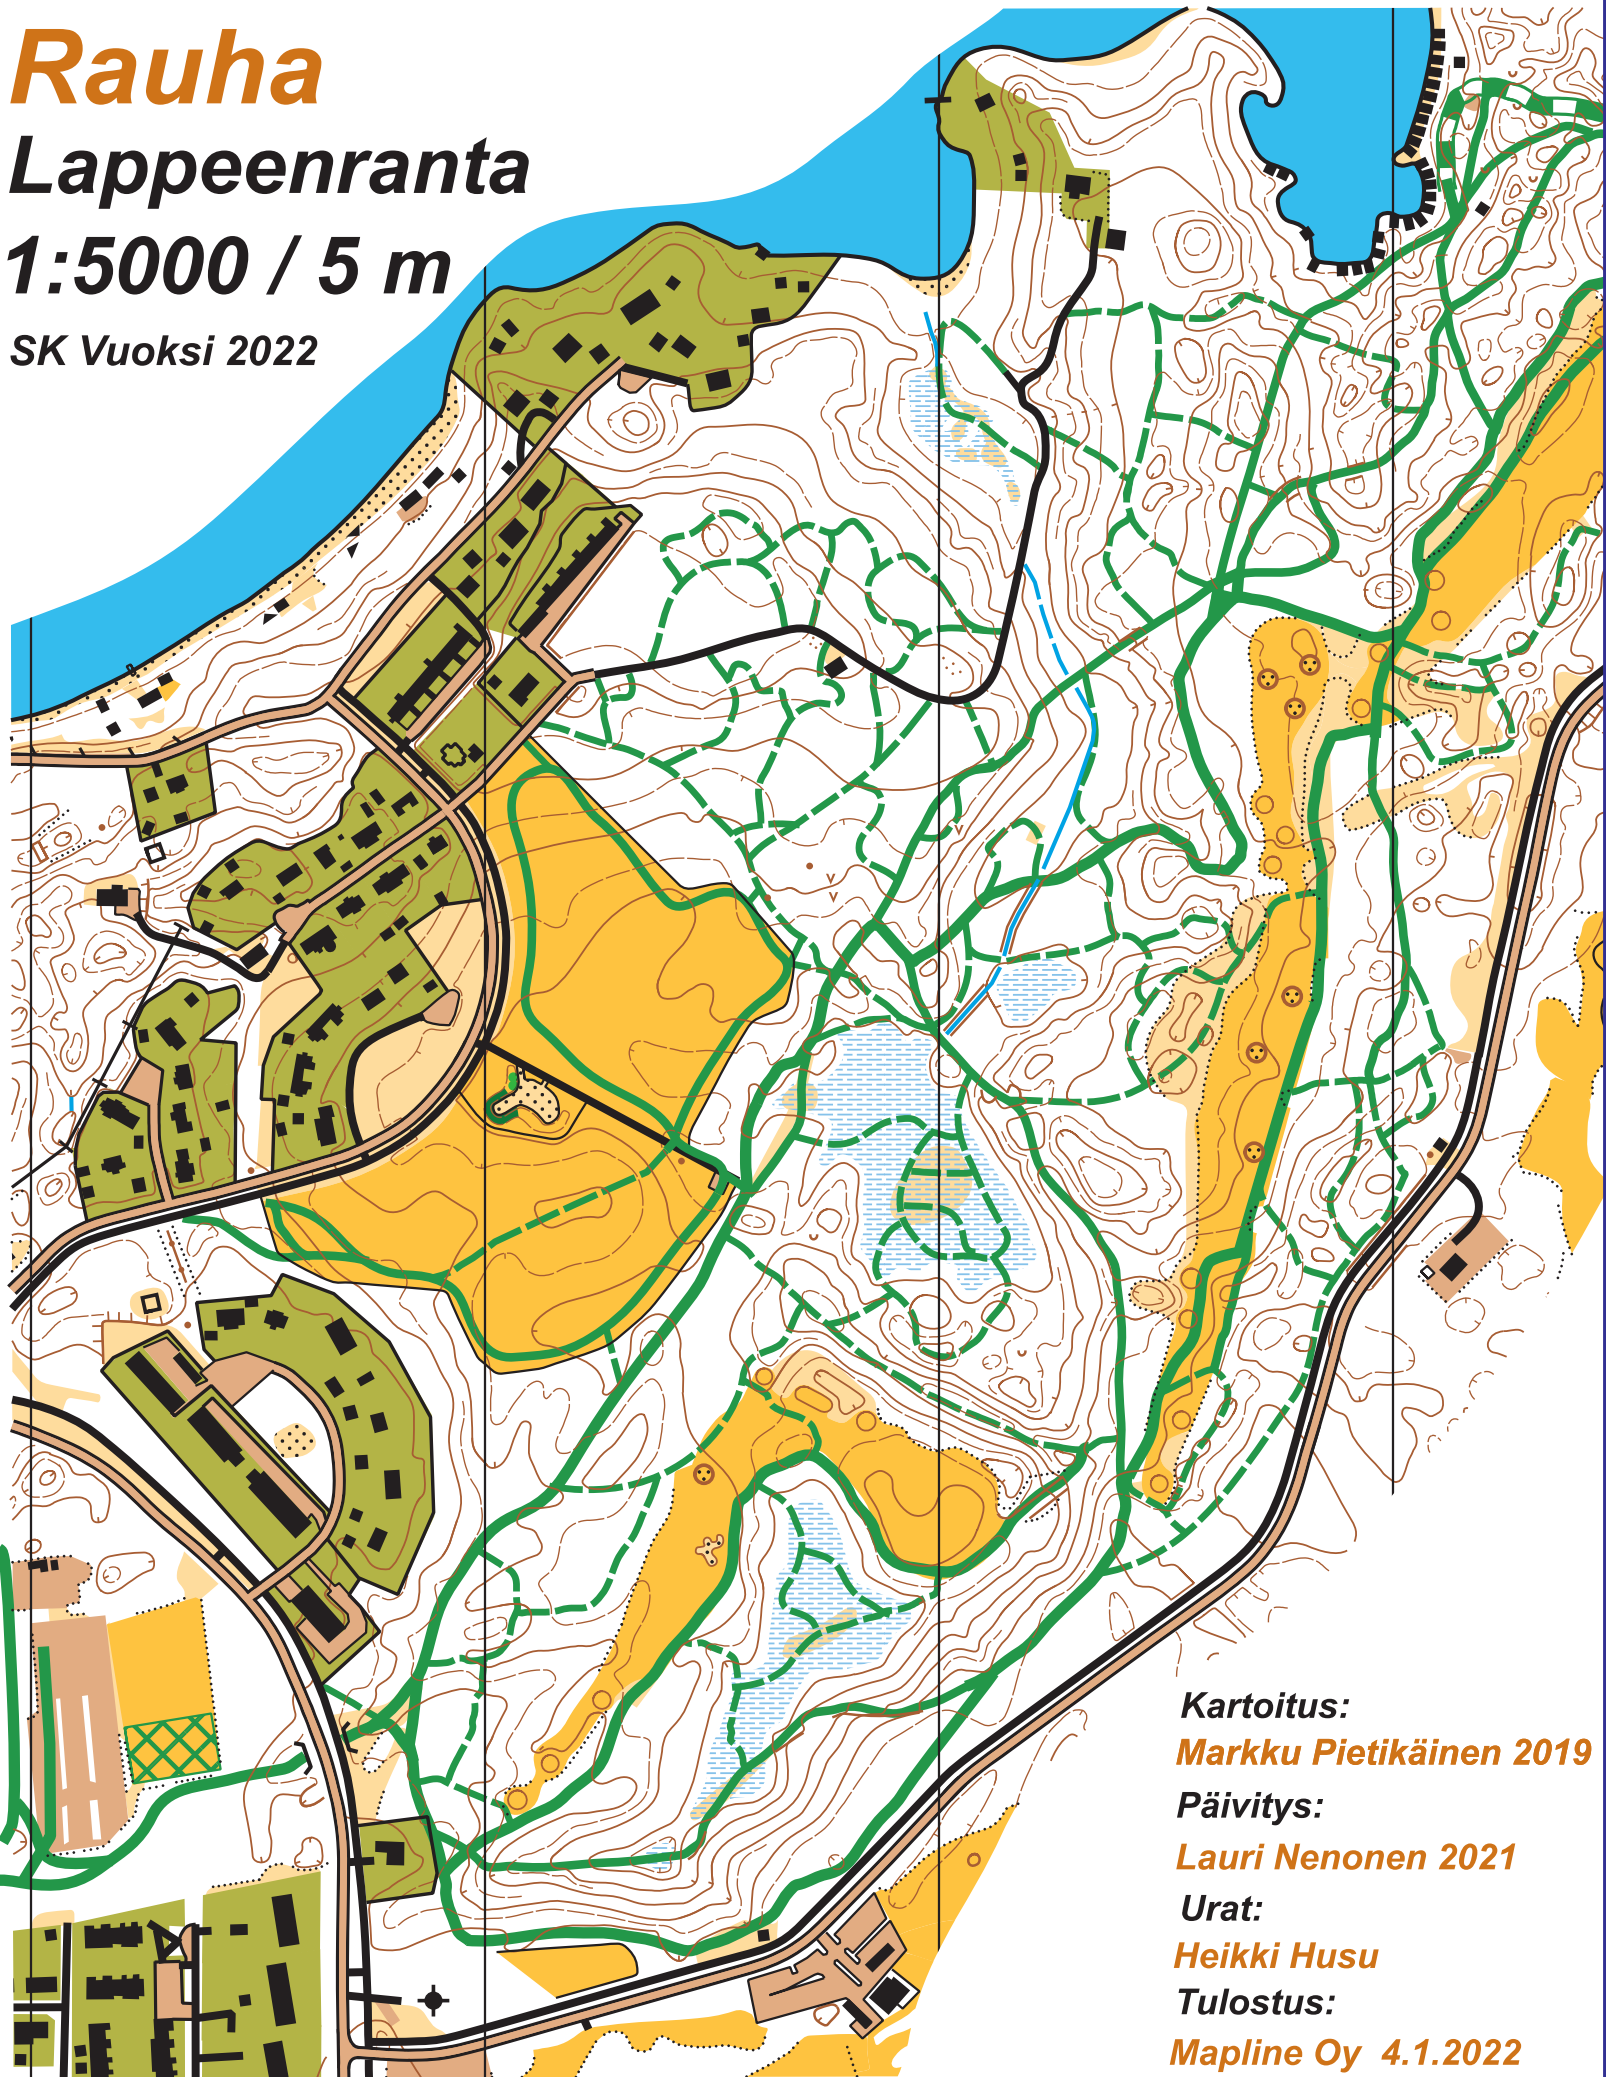 Rauha
Lappeenranta
1:5000 / 5 m
SK Vuoksi 2022
Kartoitus:
Markku Pietikäinen 2019
Päivitys:
Lauri Nenonen 2021
Urat:
Heikki Husu
Tulostus:
Mapline Oy 4.1.2022